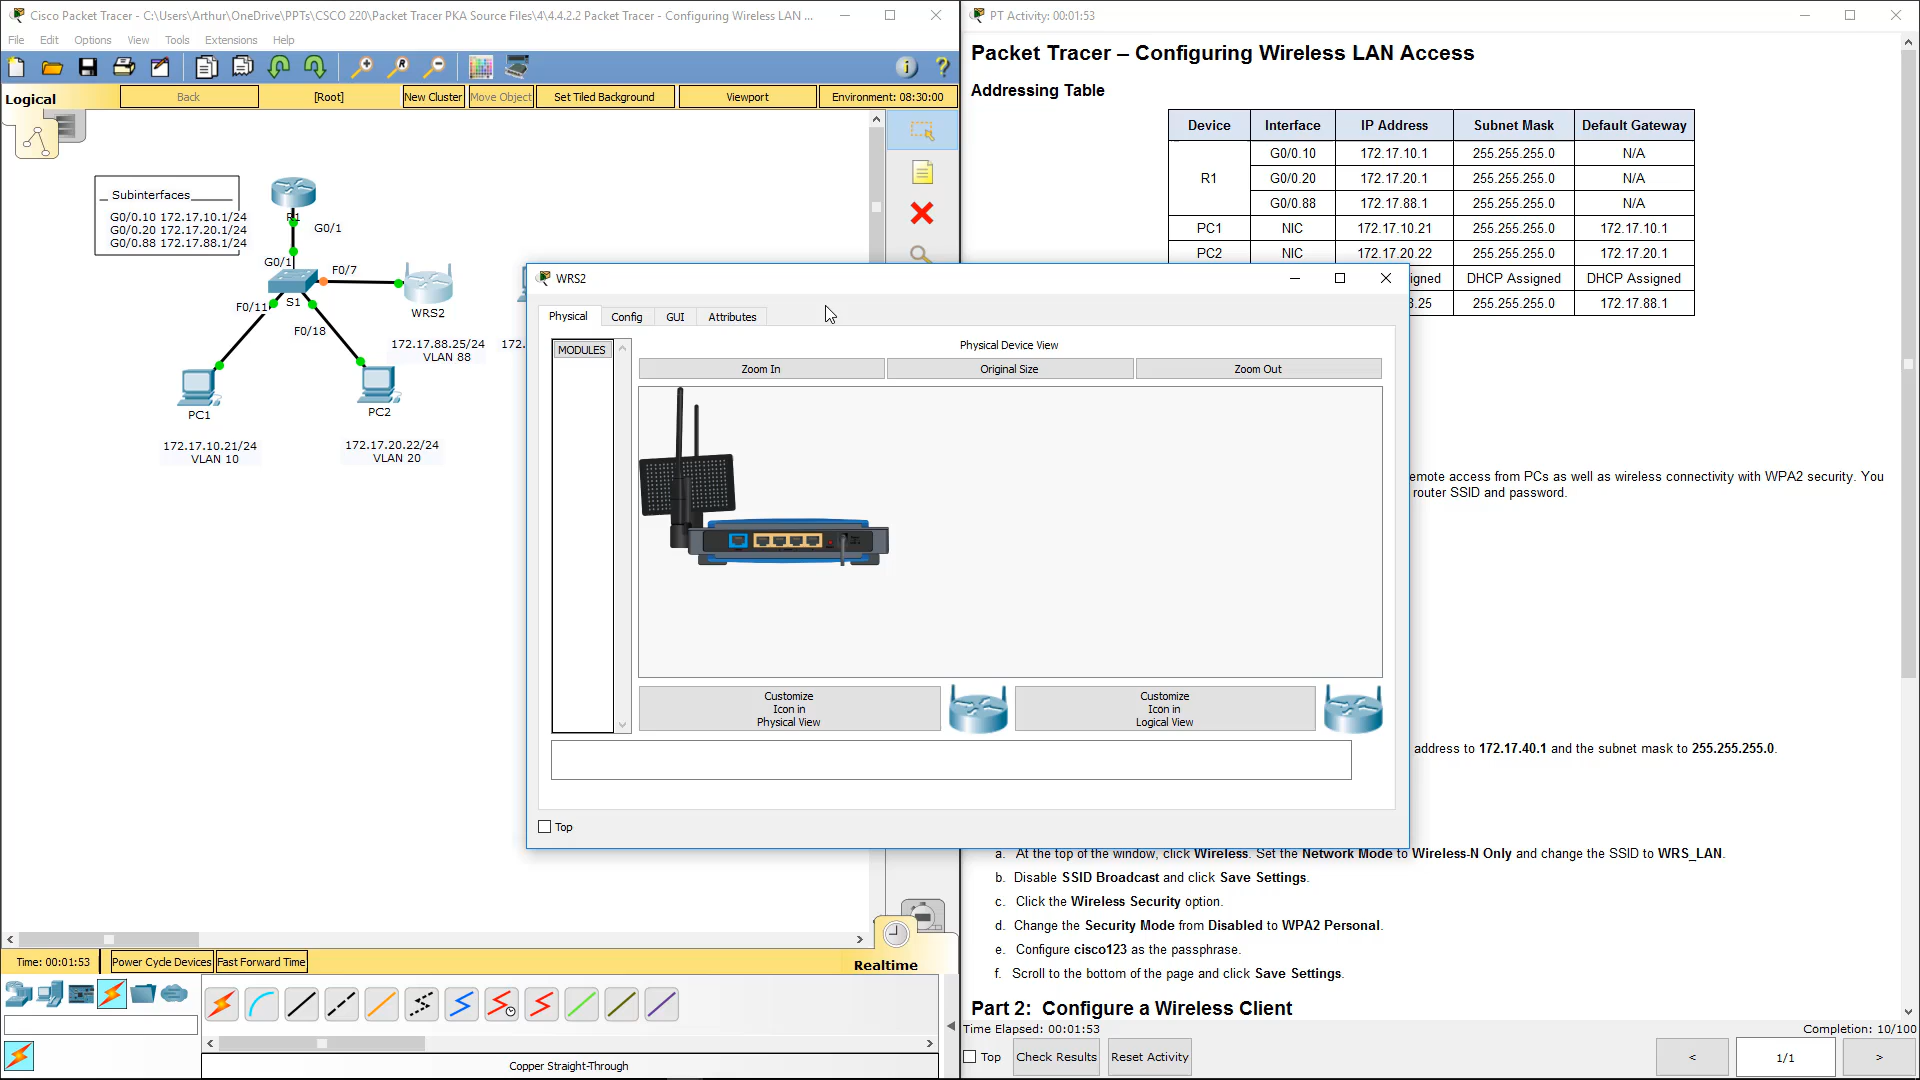 Cisco Packet Tracer - C:\Users\Arthur\OneDrive\PPTs\CSCO 220\Packet Tracer PKA Source Files\4\4.4.2.2 Packet Tracer - Configuring Wireless LAN ...
File Edit Options View Tools Extensions Help
Logical
Back
[Root]
New Cluster
Move Object
Set Tiled Background
Viewport
Environment: 08:30:00
_ Subinterfaces______
G0/0.10 172.17.10.1/24
G0/0.20 172.17.20.1/24
G0/0.88 172.17.88.1/24
R1
G0/1
G0/1
F0/7
S1
F0/11
F0/18
WRS2
172.17.88.25/24
VLAN 88
172.
PC1
PC2
172.17.10.21/24
VLAN 10
172.17.20.22/24
VLAN 20
WRS2
Physical Config GUI Attributes
MODULES
Physical Device View
Zoom In
Original Size
Zoom Out
Customize
Icon in
Physical View
Customize
Icon in
Logical View
Top
Time: 00:01:53
Power Cycle Devices
Fast Forward Time
Realtime
Copper Straight-Through
PT Activity: 00:01:53
Packet Tracer – Configuring Wireless LAN Access
Addressing Table
Device Interface IP Address Subnet Mask Default Gateway
R1
G0/0.10 172.17.10.1 255.255.255.0 N/A
G0/0.20 172.17.20.1 255.255.255.0 N/A
G0/0.88 172.17.88.1 255.255.255.0 N/A
PC1 NIC 172.17.10.21 255.255.255.0 172.17.10.1
PC2 NIC 172.17.20.22 255.255.255.0 172.17.20.1
igned DHCP Assigned DHCP Assigned
8.25 255.255.255.0 172.17.88.1
emote access from PCs as well as wireless connectivity with WPA2 security. You
router SSID and password.
address to 172.17.40.1 and the subnet mask to 255.255.255.0.
a. At the top of the window, click Wireless. Set the Network Mode to Wireless-N Only and change the SSID to WRS_LAN.
b. Disable SSID Broadcast and click Save Settings.
c. Click the Wireless Security option.
d. Change the Security Mode from Disabled to WPA2 Personal.
e. Configure cisco123 as the passphrase.
f. Scroll to the bottom of the page and click Save Settings.
Part 2: Configure a Wireless Client
Time Elapsed: 00:01:53
Completion: 10/100
Top
Check Results
Reset Activity
<
1/1
>